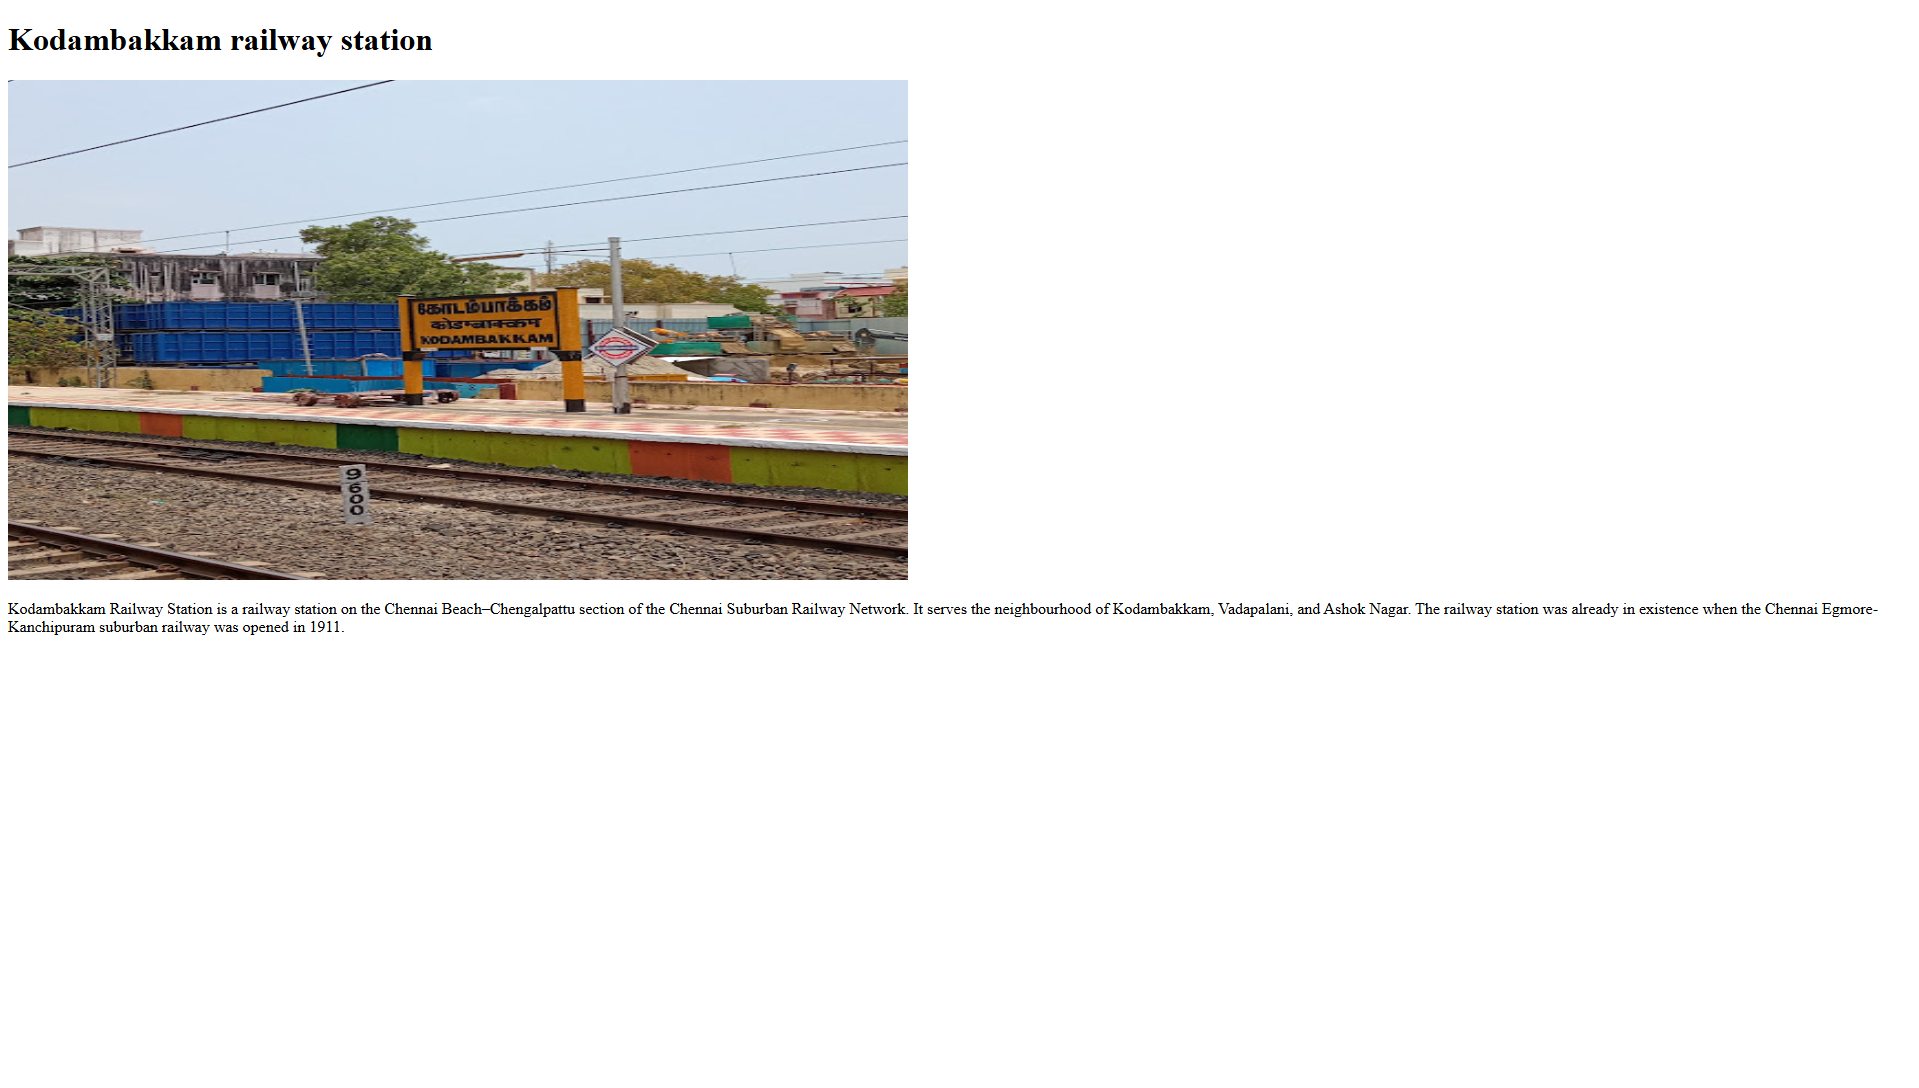 Kodambakkam railway station
கோடம்பாக்கம்
कोडम्बाक्कम
KODAMBAKKAM
9
6
0
0
Kodambakkam Railway Station is a railway station on the Chennai Beach–Chengalpattu section of the Chennai Suburban Railway Network. It serves the neighbourhood of Kodambakkam, Vadapalani, and Ashok Nagar. The railway station was already in existence when the Chennai Egmore-
Kanchipuram suburban railway was opened in 1911.